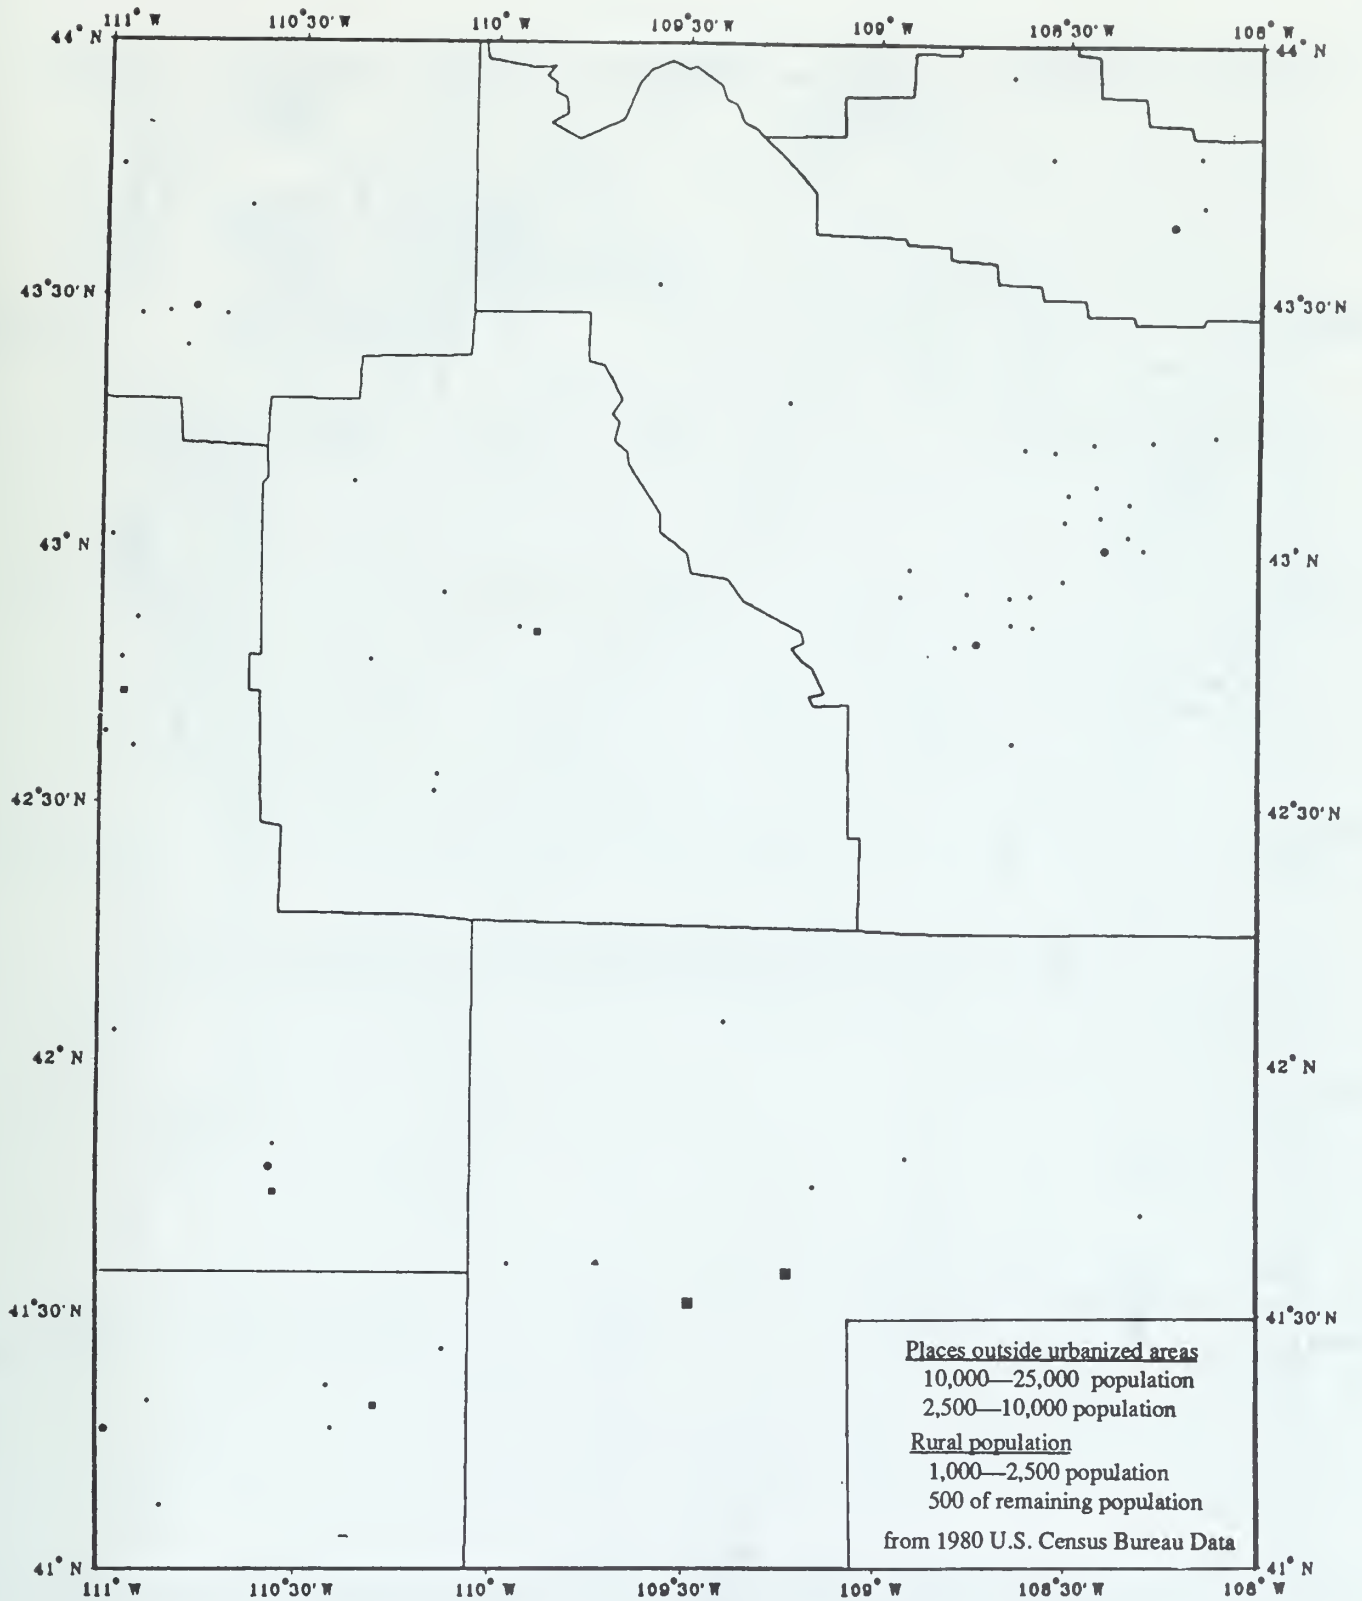 111° W 110°30' W 110° W 109°30' W 109° W 108°30' W 108° W
44° N 44° N
43°30' N 43°30' N
43° N 43° N
42°30' N 42°30' N
42° N 42° N
41°30' N 41°30' N
Places outside urbanized areas
10,000—25,000 population
2,500—10,000 population
Rural population
1,000—2,500 population
500 of remaining population
from 1980 U.S. Census Bureau Data
41° N 41° N
111° W 110°30' W 110° W 109°30' W 109° W 108°30' W 108° W